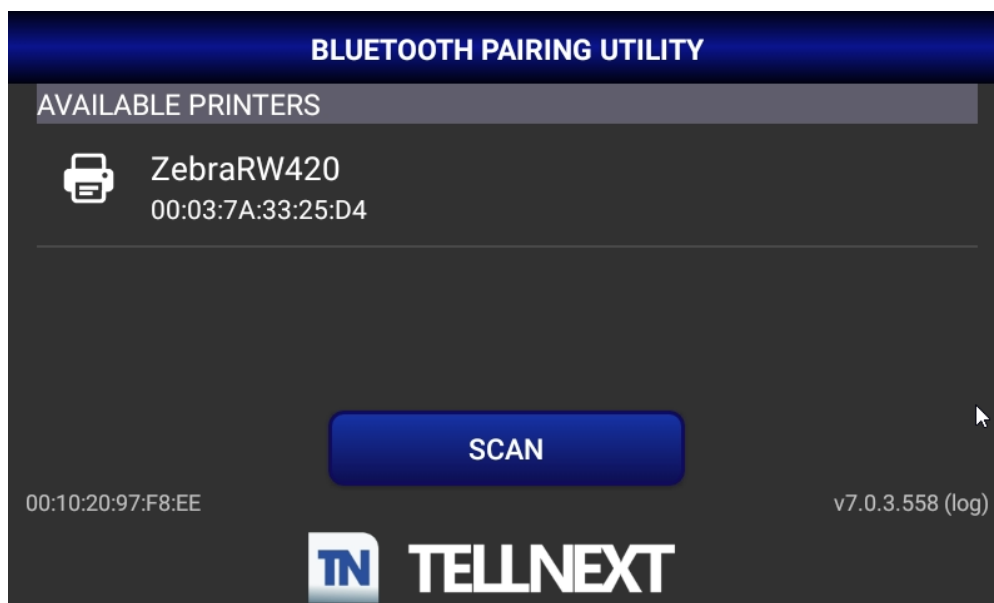 BLUETOOTH PAIRING UTILITY
AVAILABLE PRINTERS
ZebraRW420
00:03:7A:33:25:D4
SCAN
00:10:20:97:F8:EE
v7.0.3.558 (log)
TN TELLNEXT